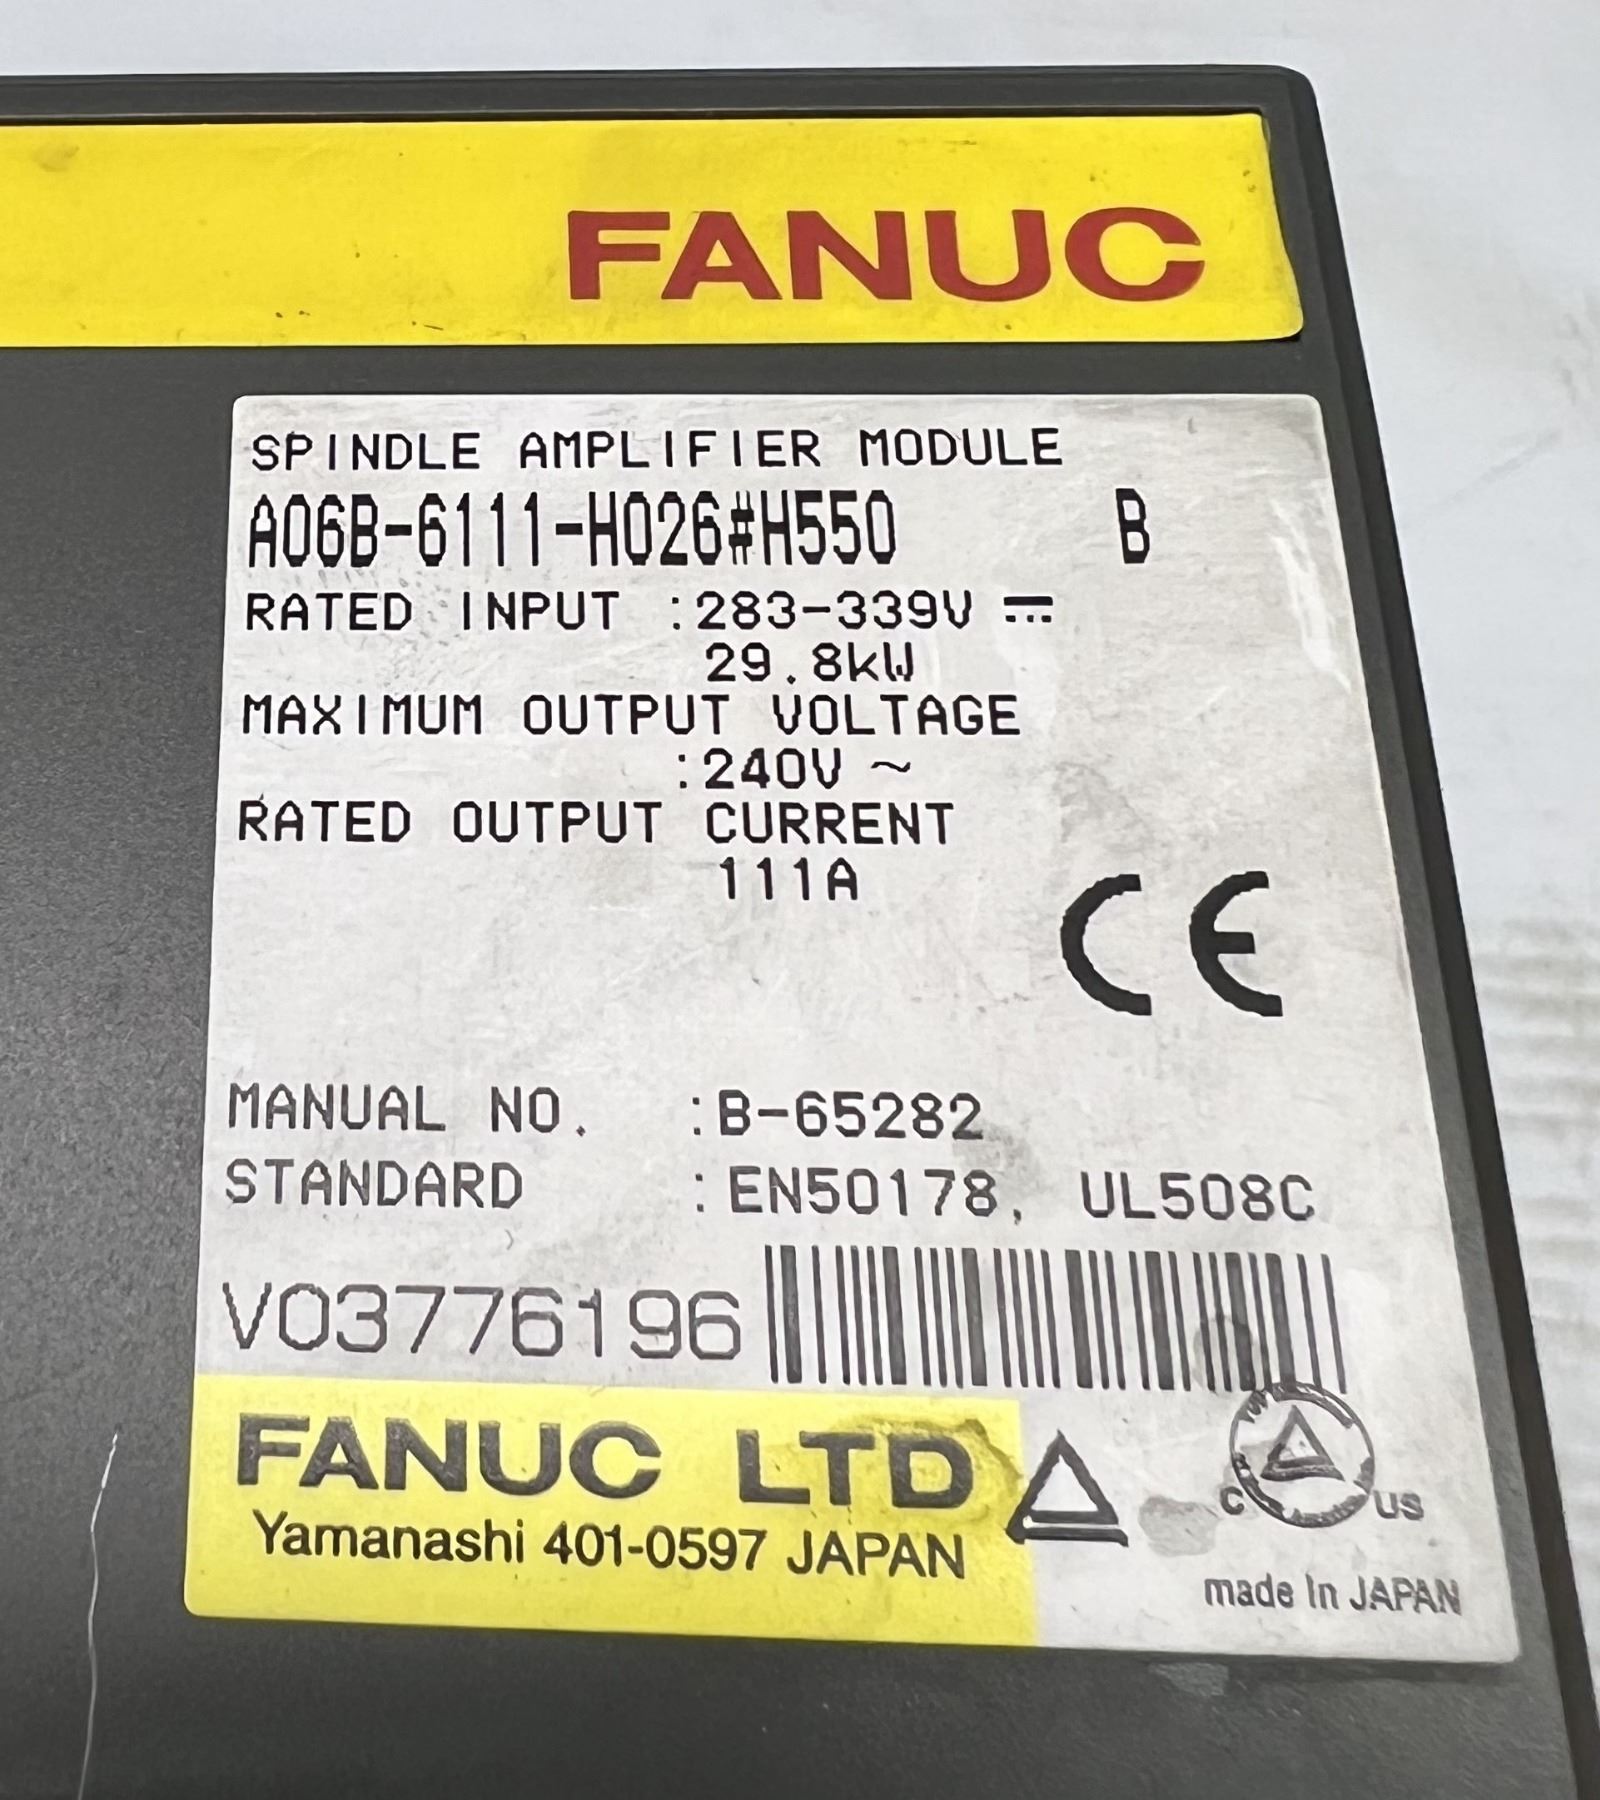 FANUC
SPINDLE AMPLIFIER MODULE
A06B-6111-H026#H550 B
RATED INPUT :283-339V ⎓
29.8kW
MAXIMUM OUTPUT VOLTAGE
:240V ~
RATED OUTPUT CURRENT
111A
CE
MANUAL NO. :B-65282
STANDARD :EN50178, UL508C
V03776196
FANUC LTD
Yamanashi 401-0597 JAPAN
C US
made in JAPAN